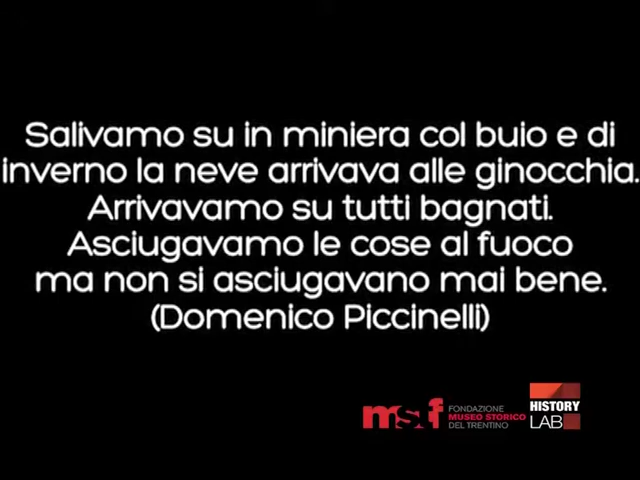 Salivamo su in miniera col buio e di
inverno la neve arrivava alle ginocchia.
Arrivavamo su tutti bagnati.
Asciugavamo le cose al fuoco
ma non si asciugavano mai bene.
(Domenico Piccinelli)
msf FONDAZIONE
MUSEO STORICO
DEL TRENTINO
HISTORY
LAB